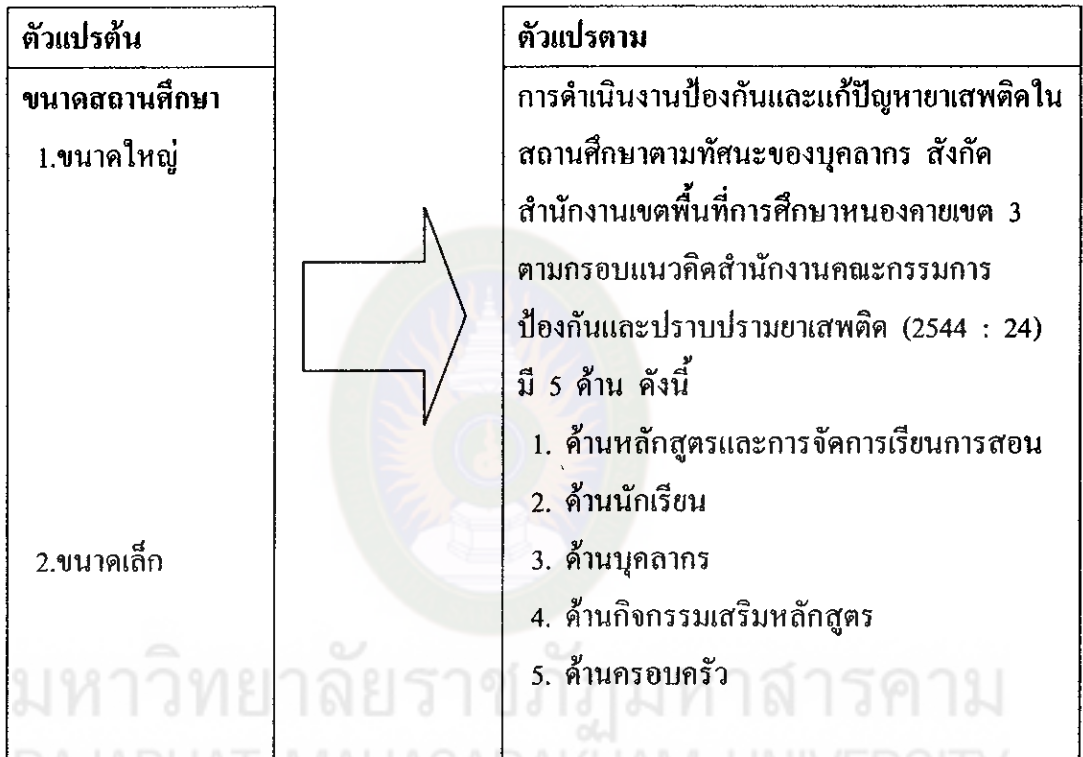 ตัวแปรต้น
ขนาดสถานศึกษา
1.ขนาดใหญ่
2.ขนาดเล็ก
ตัวแปรตาม
การดำเนินงานป้องกันและแก้ปัญหายาเสพติดใน
สถานศึกษาตามทัศนะของบุคลากร สังกัด
สำนักงานเขตพื้นที่การศึกษาหนองคายเขต 3
ตามกรอบแนวคิดสำนักงานคณะกรรมการ
ป้องกันและปราบปรามยาเสพติด (2544 : 24)
มี 5 ด้าน ดังนี้
1. ด้านหลักสูตรและการจัดการเรียนการสอน
2. ด้านนักเรียน
3. ด้านบุคลากร
4. ด้านกิจกรรมเสริมหลักสูตร
5. ด้านครอบครัว
มหาวิทยาลัยราชภัฏมหาสารคาม
RAJABHAT MAHASARAKHAM UNIVERSITY